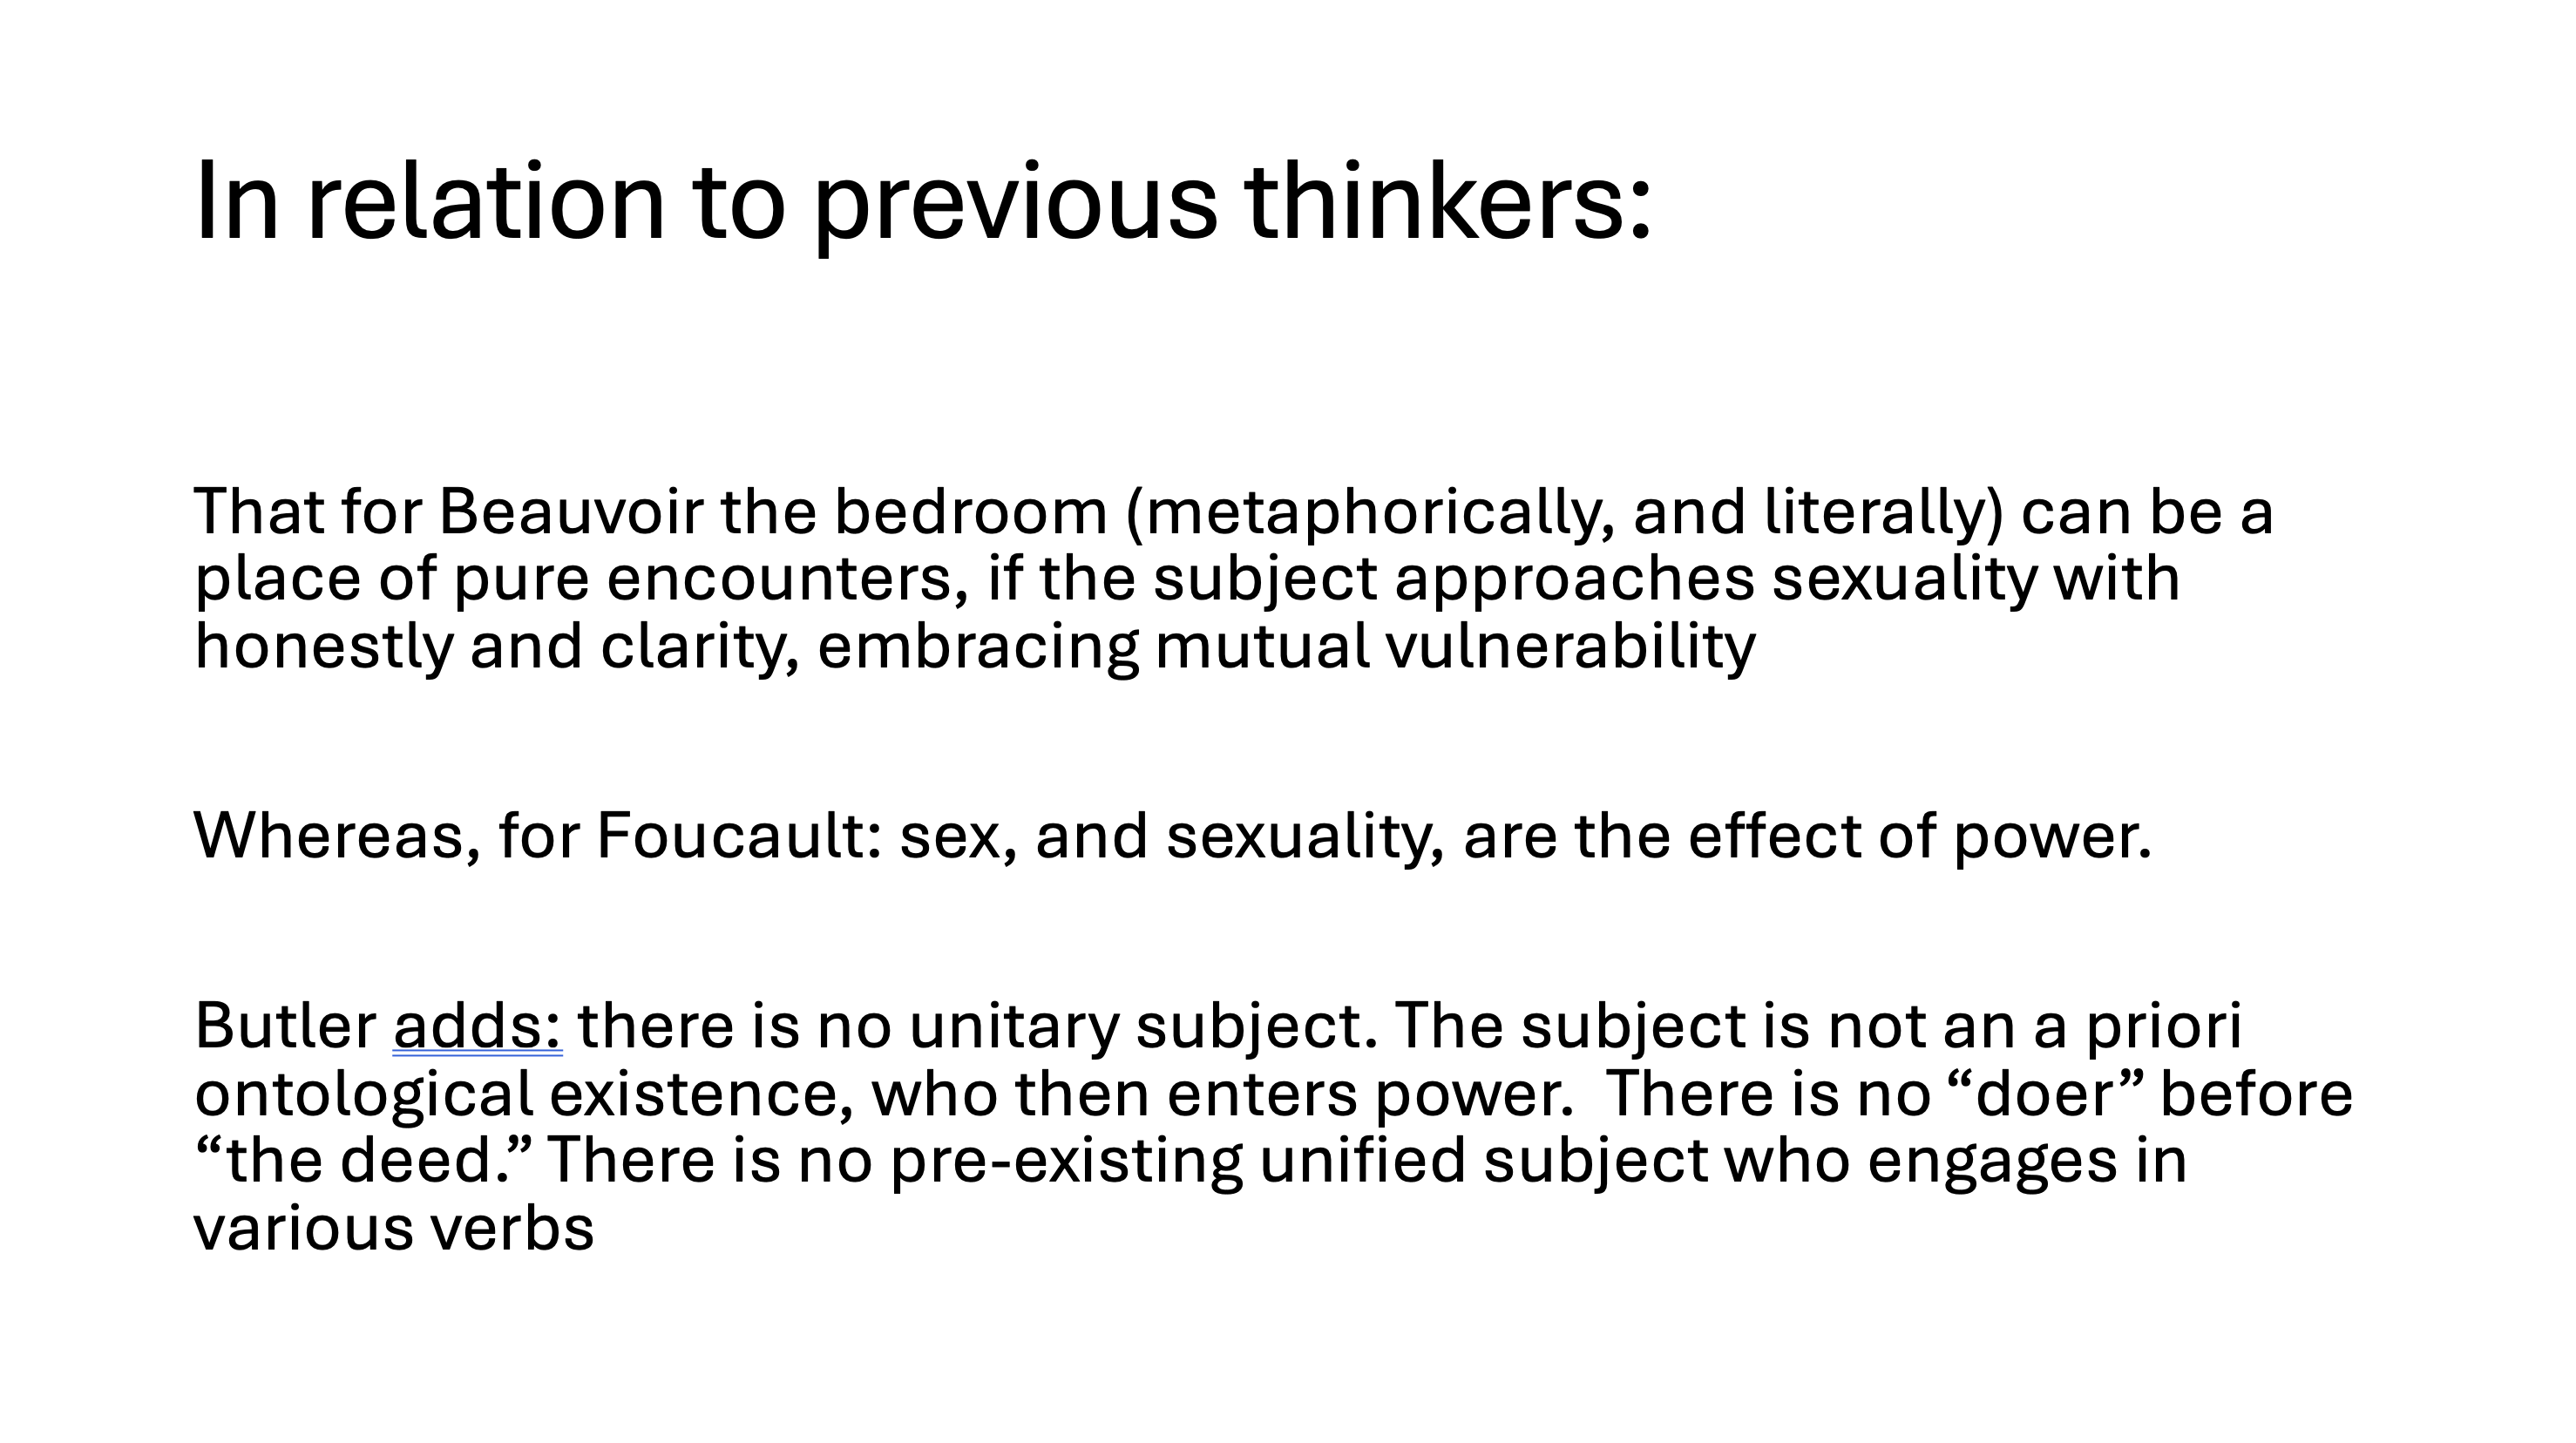 In relation to previous thinkers:
That for Beauvoir the bedroom (metaphorically, and literally) can be a
place of pure encounters, if the subject approaches sexuality with
honestly and clarity, embracing mutual vulnerability
Whereas, for Foucault: sex, and sexuality, are the effect of power.
Butler adds: there is no unitary subject. The subject is not an a priori
ontological existence, who then enters power.  There is no “doer” before
“the deed.” There is no pre-existing unified subject who engages in
various verbs